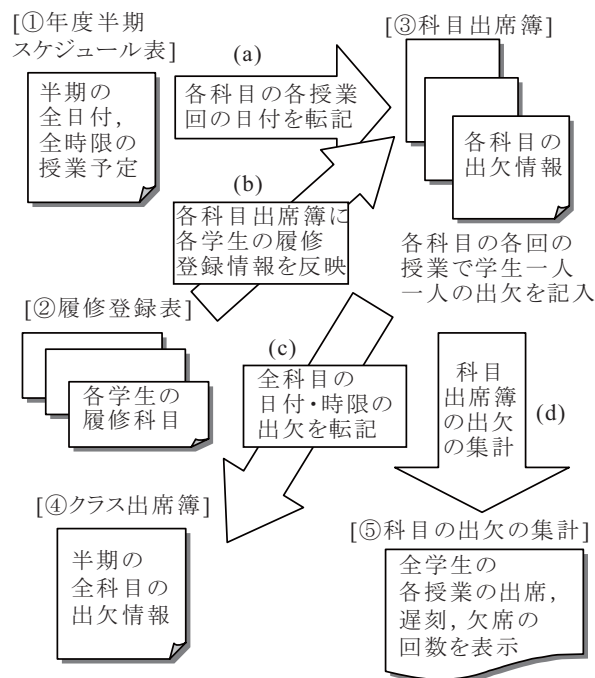 [①年度半期
スケジュール表]
半期の
全日付,
全時限の
授業予定
(a)
各科目の各授業
回の日付を転記
[③科目出席簿]
各科目の
出欠情報
各科目の各回の
授業で学生一人
一人の出欠を記入
(b)
各科目出席簿に
各学生の履修
登録情報を反映
[②履修登録表]
各学生の
履修科目
(c)
全科目の
日付・時限の
出欠を転記
科目
出席簿
の出欠
の集計
(d)
[④クラス出席簿]
半期の
全科目の
出欠情報
[⑤科目の出欠の集計]
全学生の
各授業の出席,
遅刻, 欠席の
回数を表示